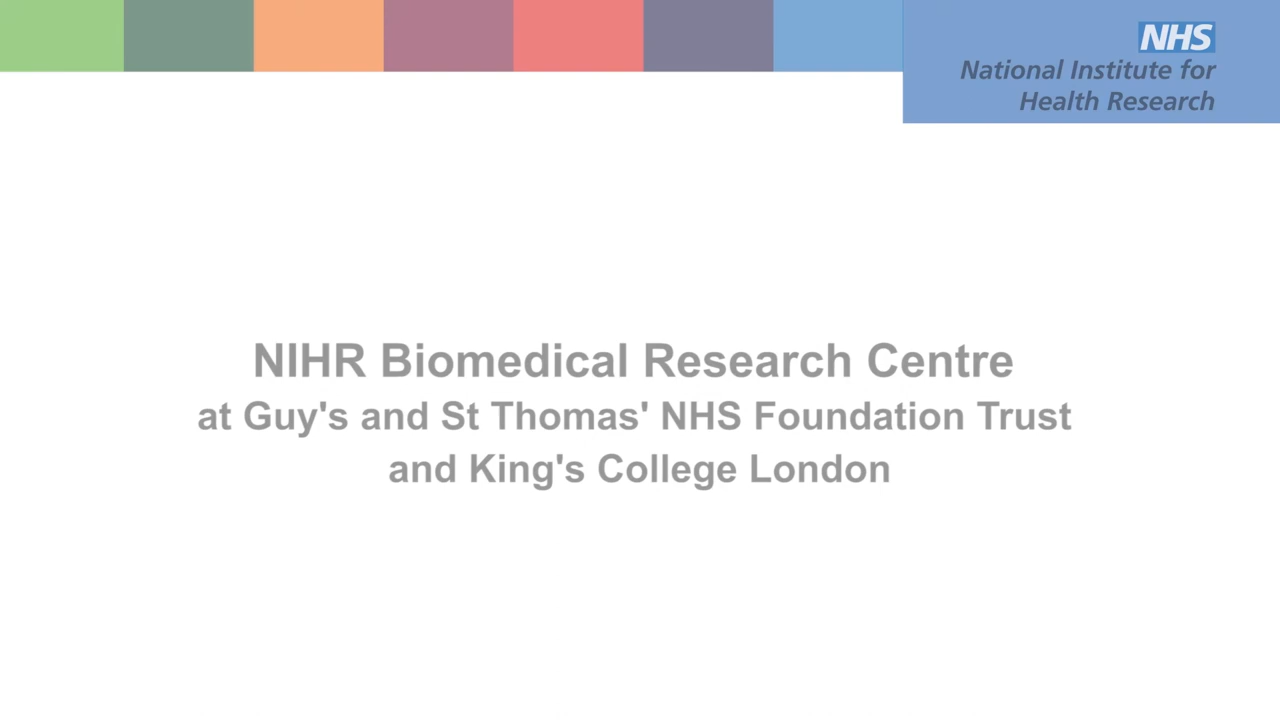 NHS
National Institute for
Health Research
NIHR Biomedical Research Centre
at Guy's and St Thomas' NHS Foundation Trust
and King's College London